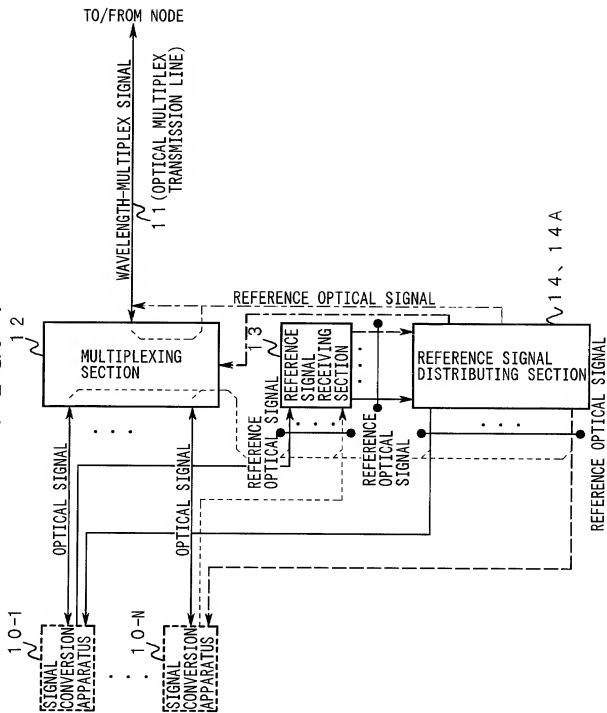 TO/FROM NODE
WAVELENGTH-MULTIPLEX SIGNAL
11 (OPTICAL MULTIPLEX
TRANSMISSION LINE)
12
MULTIPLEXING
SECTION
REFERENCE OPTICAL SIGNAL
13
REFERENCE
SIGNAL
RECEIVING
SECTION
14、14A
REFERENCE SIGNAL
DISTRIBUTING SECTION
OPTICAL SIGNAL
OPTICAL SIGNAL
REFERENCE
OPTICAL SIGNAL
REFERENCE
OPTICAL
SIGNAL
REFERENCE OPTICAL SIGNAL
10-1
SIGNAL
CONVERSION
APPARATUS
10-N
SIGNAL
CONVERSION
APPARATUS